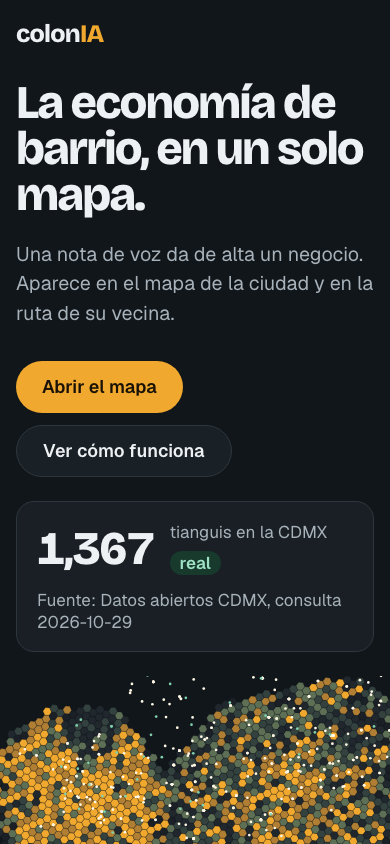 colonIA
La economía de
barrio, en un solo
mapa.
Una nota de voz da de alta un negocio.
Aparece en el mapa de la ciudad y en la
ruta de su vecina.
Abrir el mapa
Ver cómo funciona
1,367
tianguis en la CDMX
real
Fuente: Datos abiertos CDMX, consulta
2026-10-29